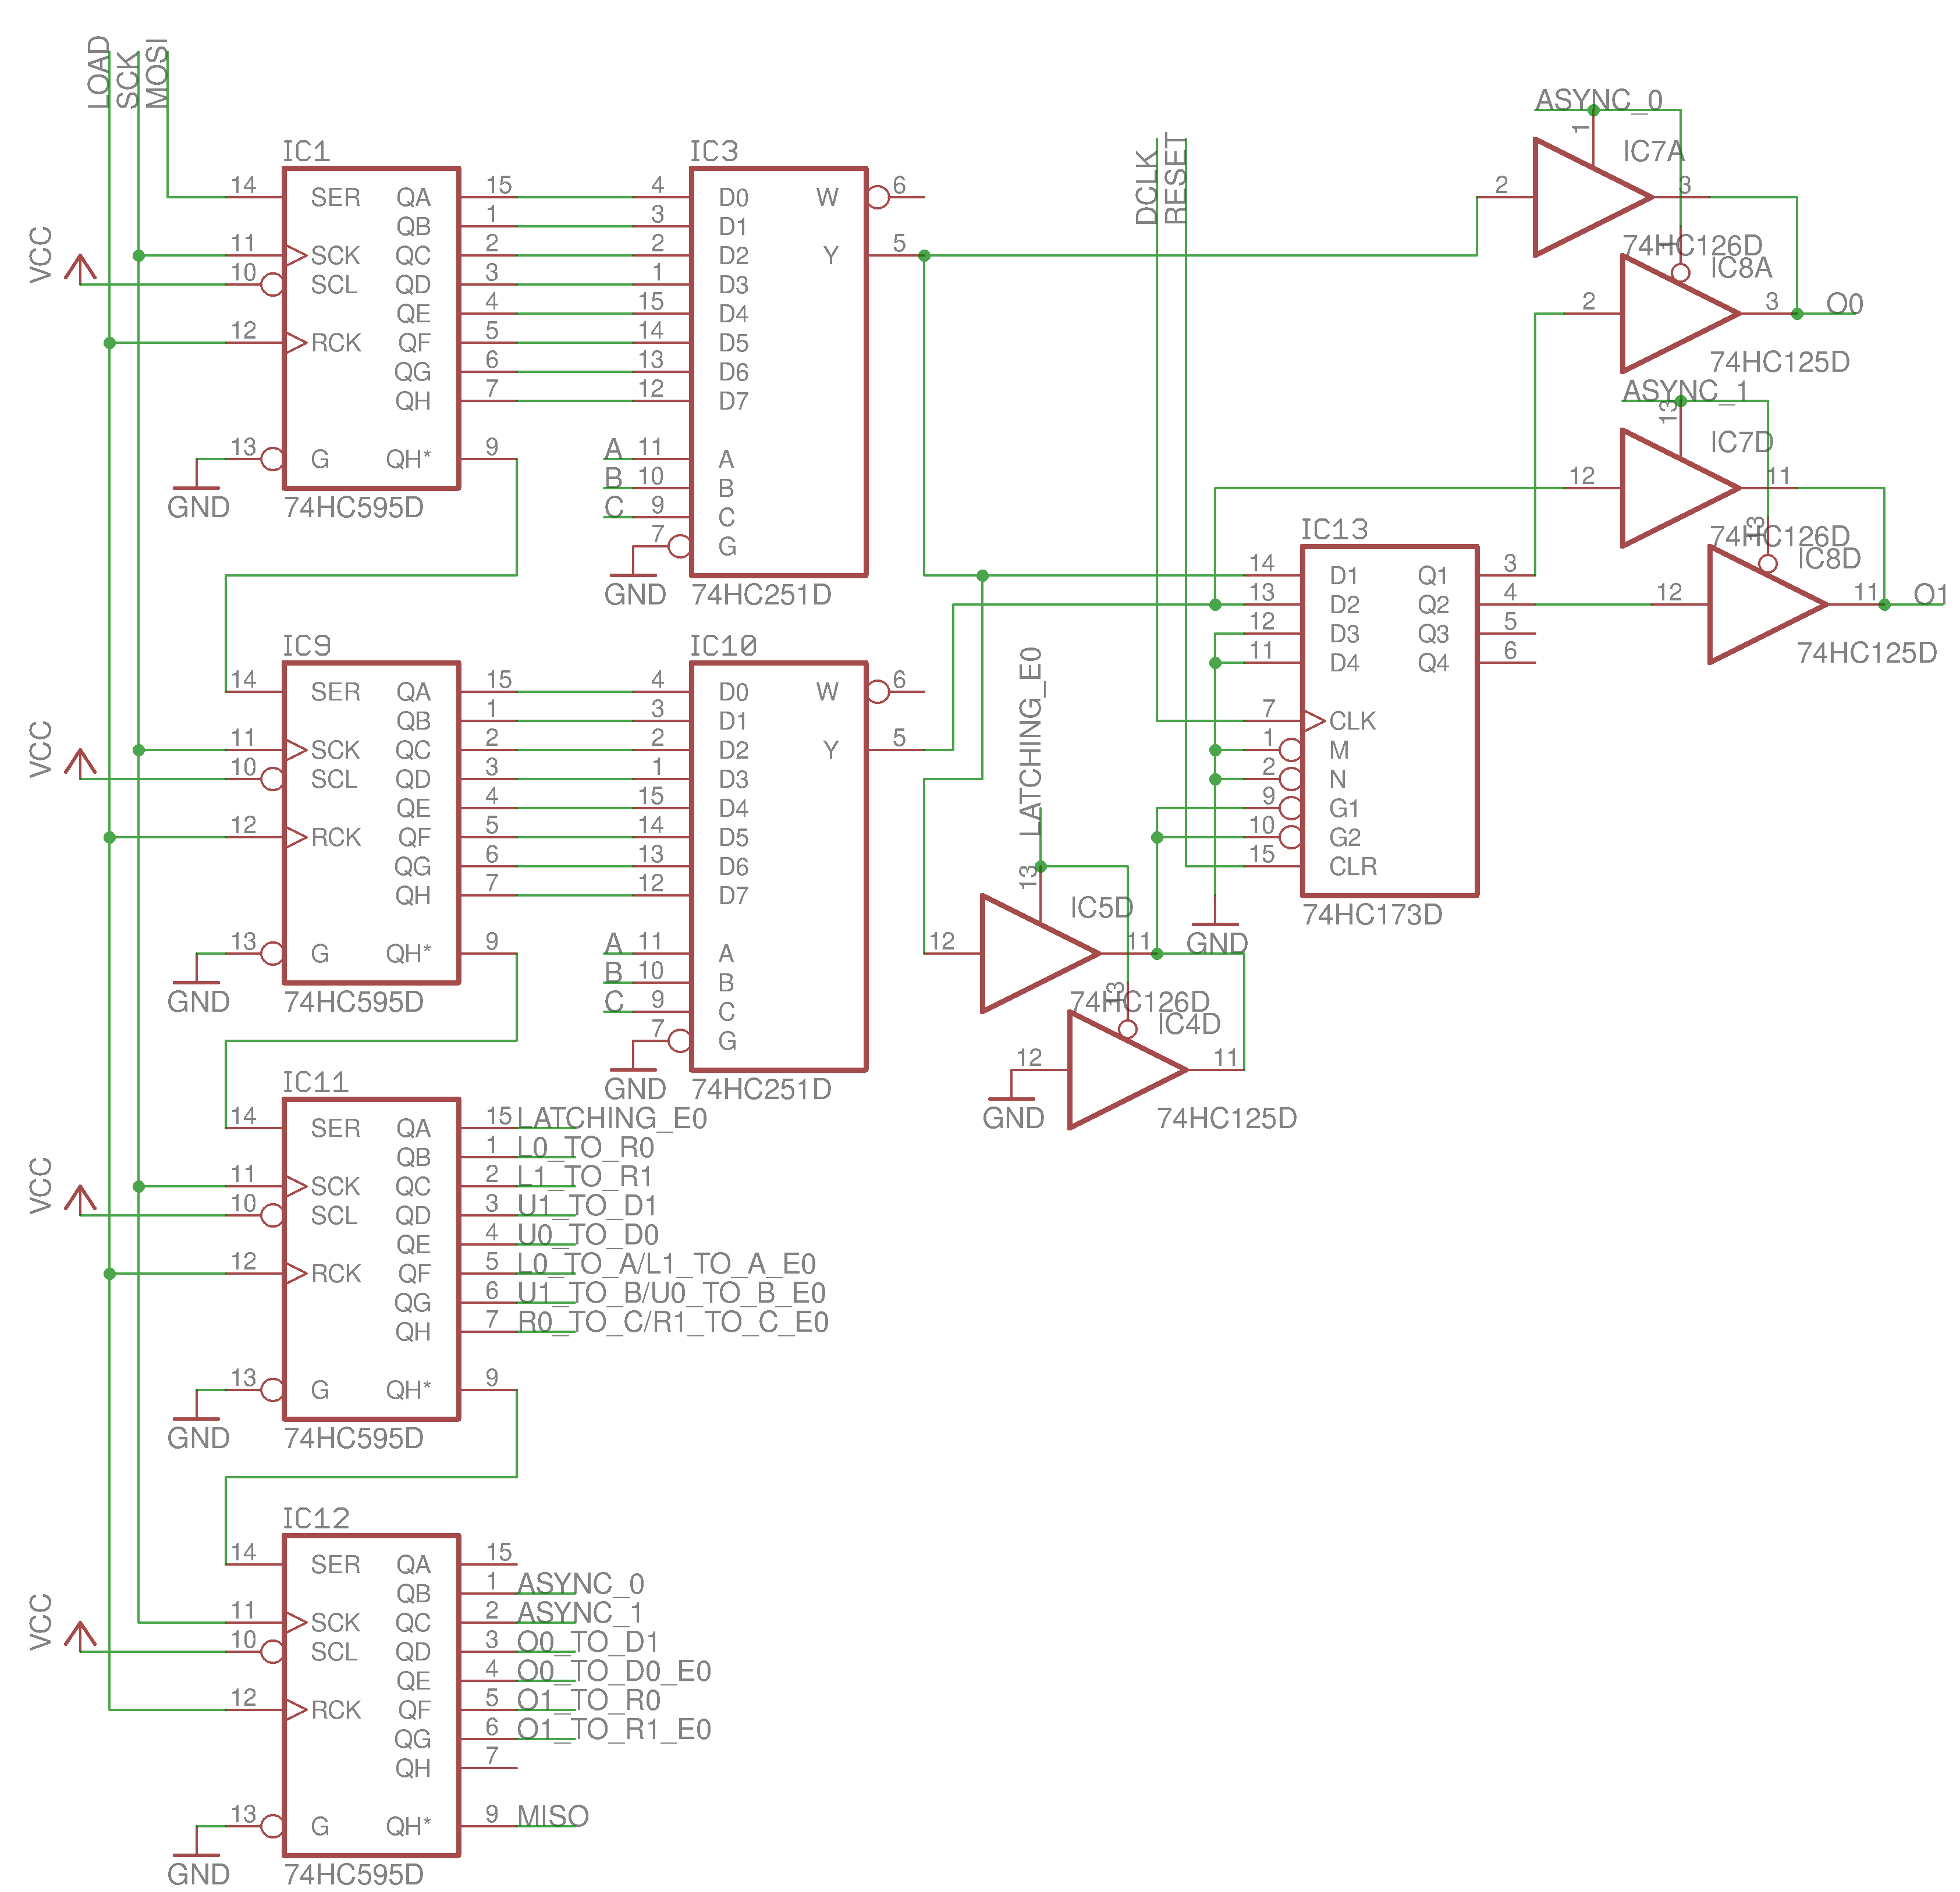 LOAD
SCK
MOSI
IC1
14 SER QA 15
QB 1
11 SCK QC 2
10 SCL QD 3
QE 4
12 RCK QF 5
QG 6
QH 7
13 G QH* 9
VCC
GND
74HC595D
IC3
4 D0 W 6
3 D1
2 D2 Y 5
1 D3
15 D4
14 D5
13 D6
12 D7
A 11 A
B 10 B
C 9 C
7 G
GND
74HC251D
IC9
14 SER QA 15
QB 1
11 SCK QC 2
10 SCL QD 3
QE 4
12 RCK QF 5
QG 6
QH 7
13 G QH* 9
VCC
GND
74HC595D
IC10
4 D0 W 6
3 D1
2 D2 Y 5
1 D3
15 D4
14 D5
13 D6
12 D7
A 11 A
B 10 B
C 9 C
7 G
GND
74HC251D
IC11
14 SER QA 15 LATCHING_E0
QB 1 L0_TO_R0
11 SCK QC 2 L1_TO_R1
10 SCL QD 3 U1_TO_D1
QE 4 U0_TO_D0
12 RCK QF 5 L0_TO_A/L1_TO_A_E0
QG 6 U1_TO_B/U0_TO_B_E0
QH 7 R0_TO_C/R1_TO_C_E0
13 G QH* 9
VCC
GND
74HC595D
IC12
14 SER QA 15
QB 1 ASYNC_0
11 SCK QC 2 ASYNC_1
10 SCL QD 3 O0_TO_D1
QE 4 O0_TO_D0_E0
12 RCK QF 5 O1_TO_R0
QG 6 O1_TO_R1_E0
QH 7
13 G QH* 9 MISO
VCC
GND
74HC595D
DCLK
RESET
ASYNC_0
1
IC7A
2 3
74HC126D
1
IC8A
2 3 O0
74HC125D
ASYNC_1
13
IC7D
12 11
74HC126D
13
IC8D
12 11 O1
74HC125D
IC13
14 D1 Q1 3
13 D2 Q2 4
12 D3 Q3 5
11 D4 Q4 6
7 CLK
1 M
2 N
9 G1
10 G2
15 CLR
74HC173D
GND
LATCHING_E0
13
IC5D
12 11
74HC126D
13
IC4D
12 11
GND
74HC125D